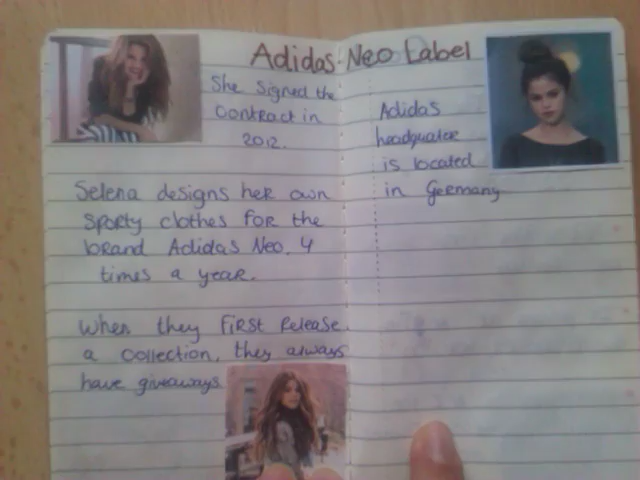 Adidas Neo Label
She signed the
contract in
2012.
Selena designs her own
sporty clothes for the
brand Adidas Neo, 4
times a year.
When they first release
a collection, they always
have giveaways
Adidas
headquater
is located
in Germany